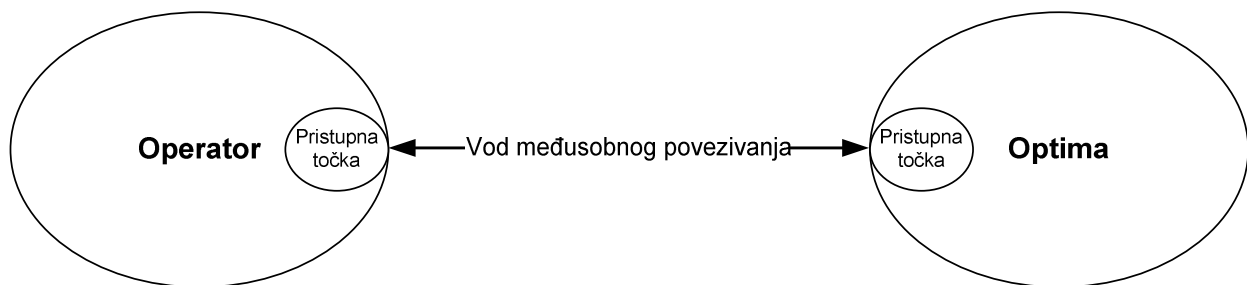 Operator
Pristupna
točka
Vod međusobnog povezivanja
Pristupna
točka
Optima